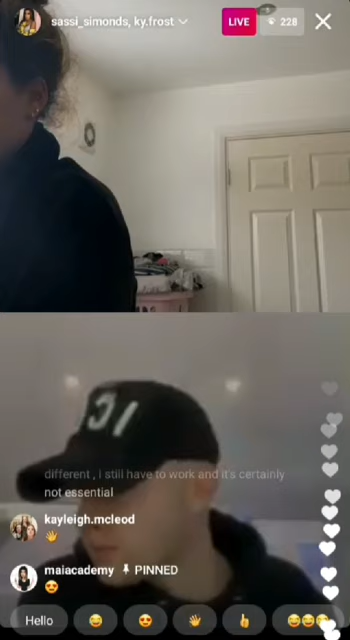 sassi_simonds, ky.frost
LIVE
228
different , i still have to work and it's certainly
not essential
kayleigh.mcleod
👋
maiacademy PINNED
😍
Hello 😂 😍 👋 👍 😂😂😂